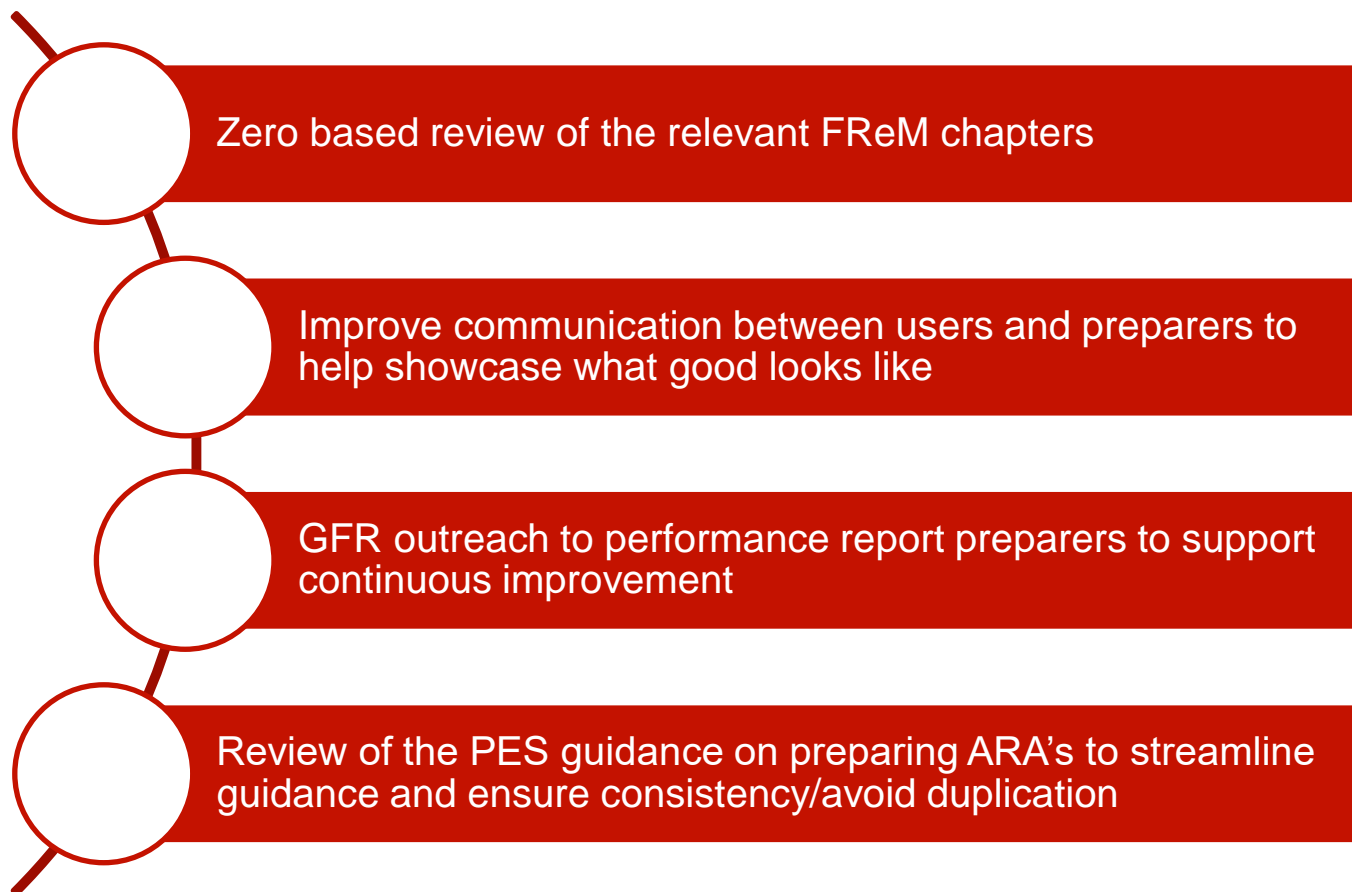 Zero based review of the relevant FReM chapters
Improve communication between users and preparers to
help showcase what good looks like
GFR outreach to performance report preparers to support
continuous improvement
Review of the PES guidance on preparing ARA’s to streamline
guidance and ensure consistency/avoid duplication